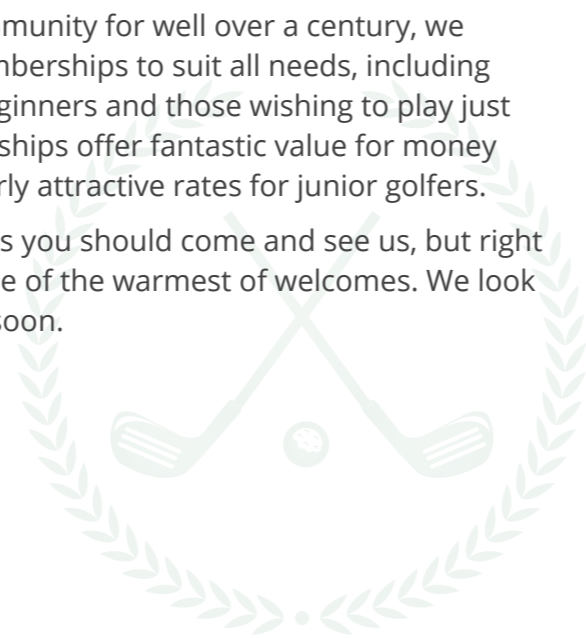 munity for well over a century, we
mberships to suit all needs, including
ginners and those wishing to play just
ships offer fantastic value for money
rly attractive rates for junior golfers.
s you should come and see us, but right
e of the warmest of welcomes. We look
soon.